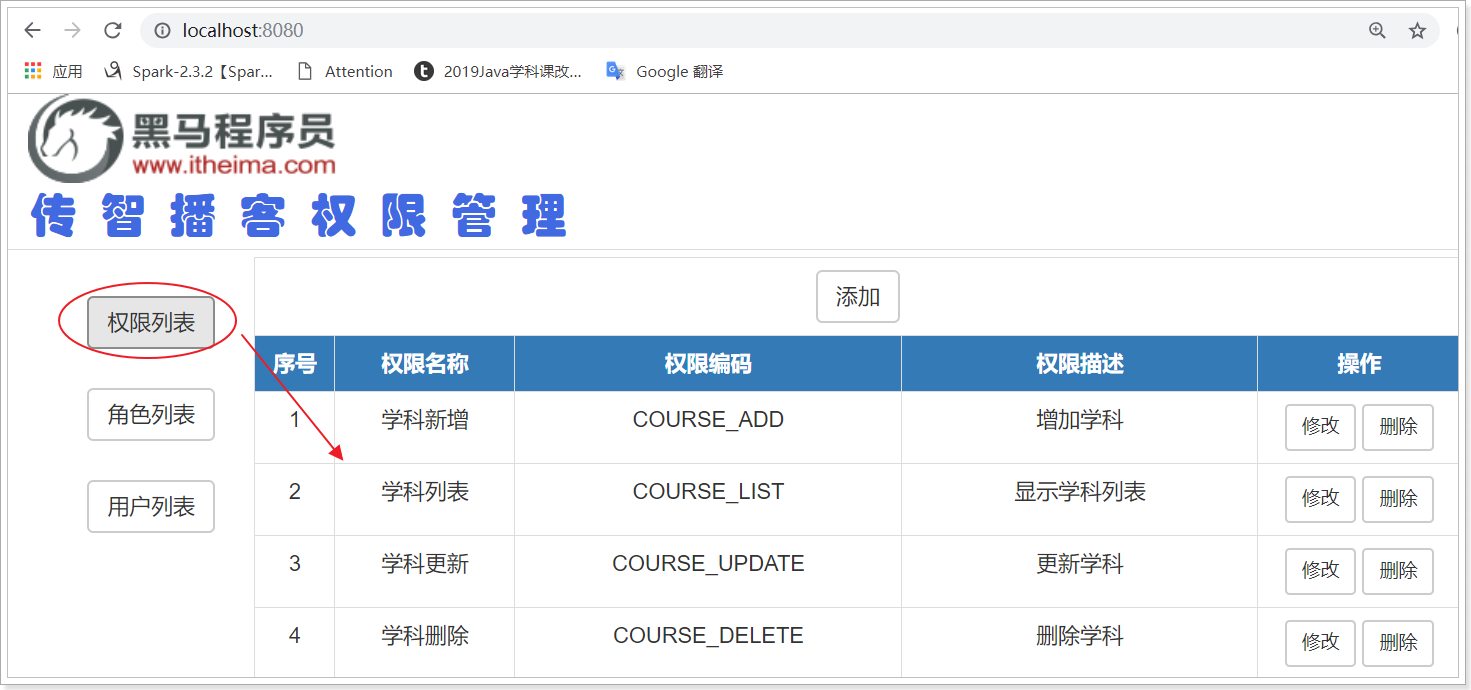 localhost:8080
应用 Spark-2.3.2【Spar... Attention 2019Java学科课改... Google 翻译
黑马程序员
www.itheima.com
传智播客权限管理
添加
权限列表
角色列表
用户列表
序号 权限名称 权限编码 权限描述 操作
1 学科新增 COURSE_ADD 增加学科 修改 删除
2 学科列表 COURSE_LIST 显示学科列表 修改 删除
3 学科更新 COURSE_UPDATE 更新学科 修改 删除
4 学科删除 COURSE_DELETE 删除学科 修改 删除